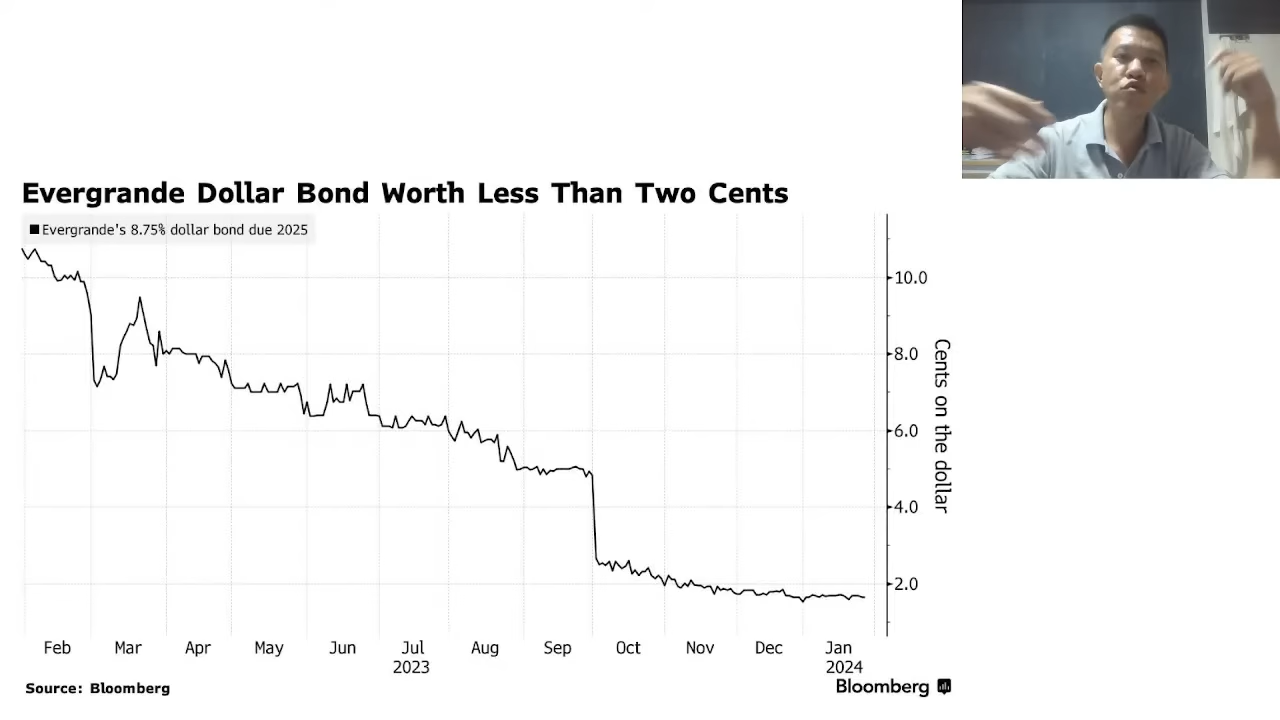 Evergrande Dollar Bond Worth Less Than Two Cents
Evergrande's 8.75% dollar bond due 2025
10.0
8.0
6.0
4.0
2.0
Cents on the dollar
Feb Mar Apr May Jun Jul Aug Sep Oct Nov Dec Jan
2023 2024
Source: Bloomberg
Bloomberg